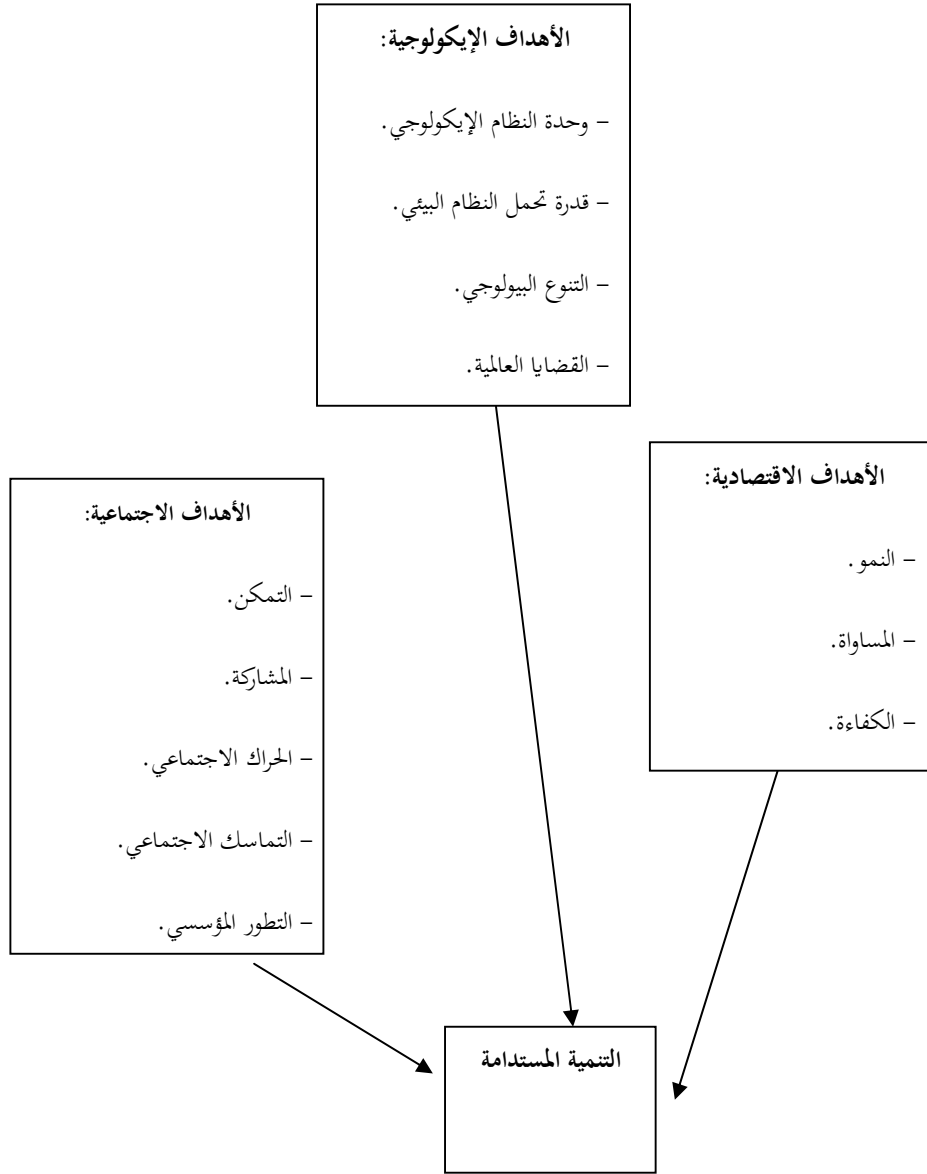 الأهداف الإيكولوجية:
– وحدة النظام الإيكولوجي.
– قدرة تحمل النظام البيئي.
– التنوع البيولوجي.
– القضايا العالمية.
الأهداف الاقتصادية:
– النمو.
– المساواة.
– الكفاءة.
الأهداف الاجتماعية:
– التمكن.
– المشاركة.
– الحراك الاجتماعي.
– التماسك الاجتماعي.
– التطور المؤسسي.
التنمية المستدامة